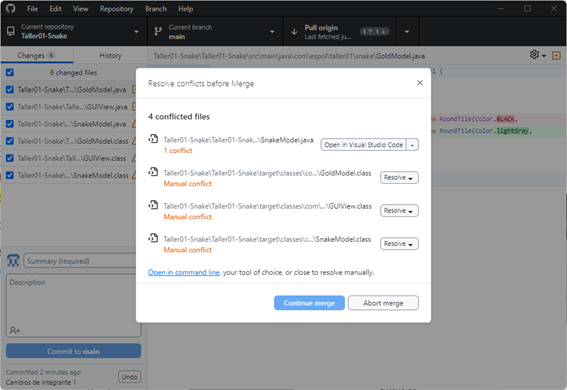 File Edit View Repository Branch Help
Current repository
Taller01-Snake
Current branch
main
Pull origin
Last fetched ju...
1 1
Changes 6
History
Taller01-Snake\Taller01-Snake\src\main\java\com\espol\taller01\snake\GoldModel.java
6 changed files
Taller01-Snake\T...\GoldModel.java
Taller01-Snake\Talle...\GUIView.java
Taller01-Snake\...\SnakeModel.java
Taller01-Snake\...\GoldModel.class
Taller01-Snake\T...\GUIView.class
Taller01-Snak...\SnakeModel.class
RoundTile(Color.BLACK,
RoundTile(Color.lightGray,
Resolve conflicts before Merge
4 conflicted files
Taller01-Snake\Taller01-Snak...\SnakeModel.java
1 conflict
Open in Visual Studio Code
Taller01-Snake\Taller01-Snake\target\classes\co...\GoldModel.class
Manual conflict
Resolve
Taller01-Snake\Taller01-Snake\target\classes\com\...\GUIView.class
Manual conflict
Resolve
Taller01-Snake\Taller01-Snake\target\classes\c...\SnakeModel.class
Manual conflict
Resolve
Open in command line, your tool of choice, or close to resolve manually.
Continue merge
Abort merge
Summary (required)
Description
Commit to main
Committed 2 minutes ago
Cambios de integrante 1
Undo